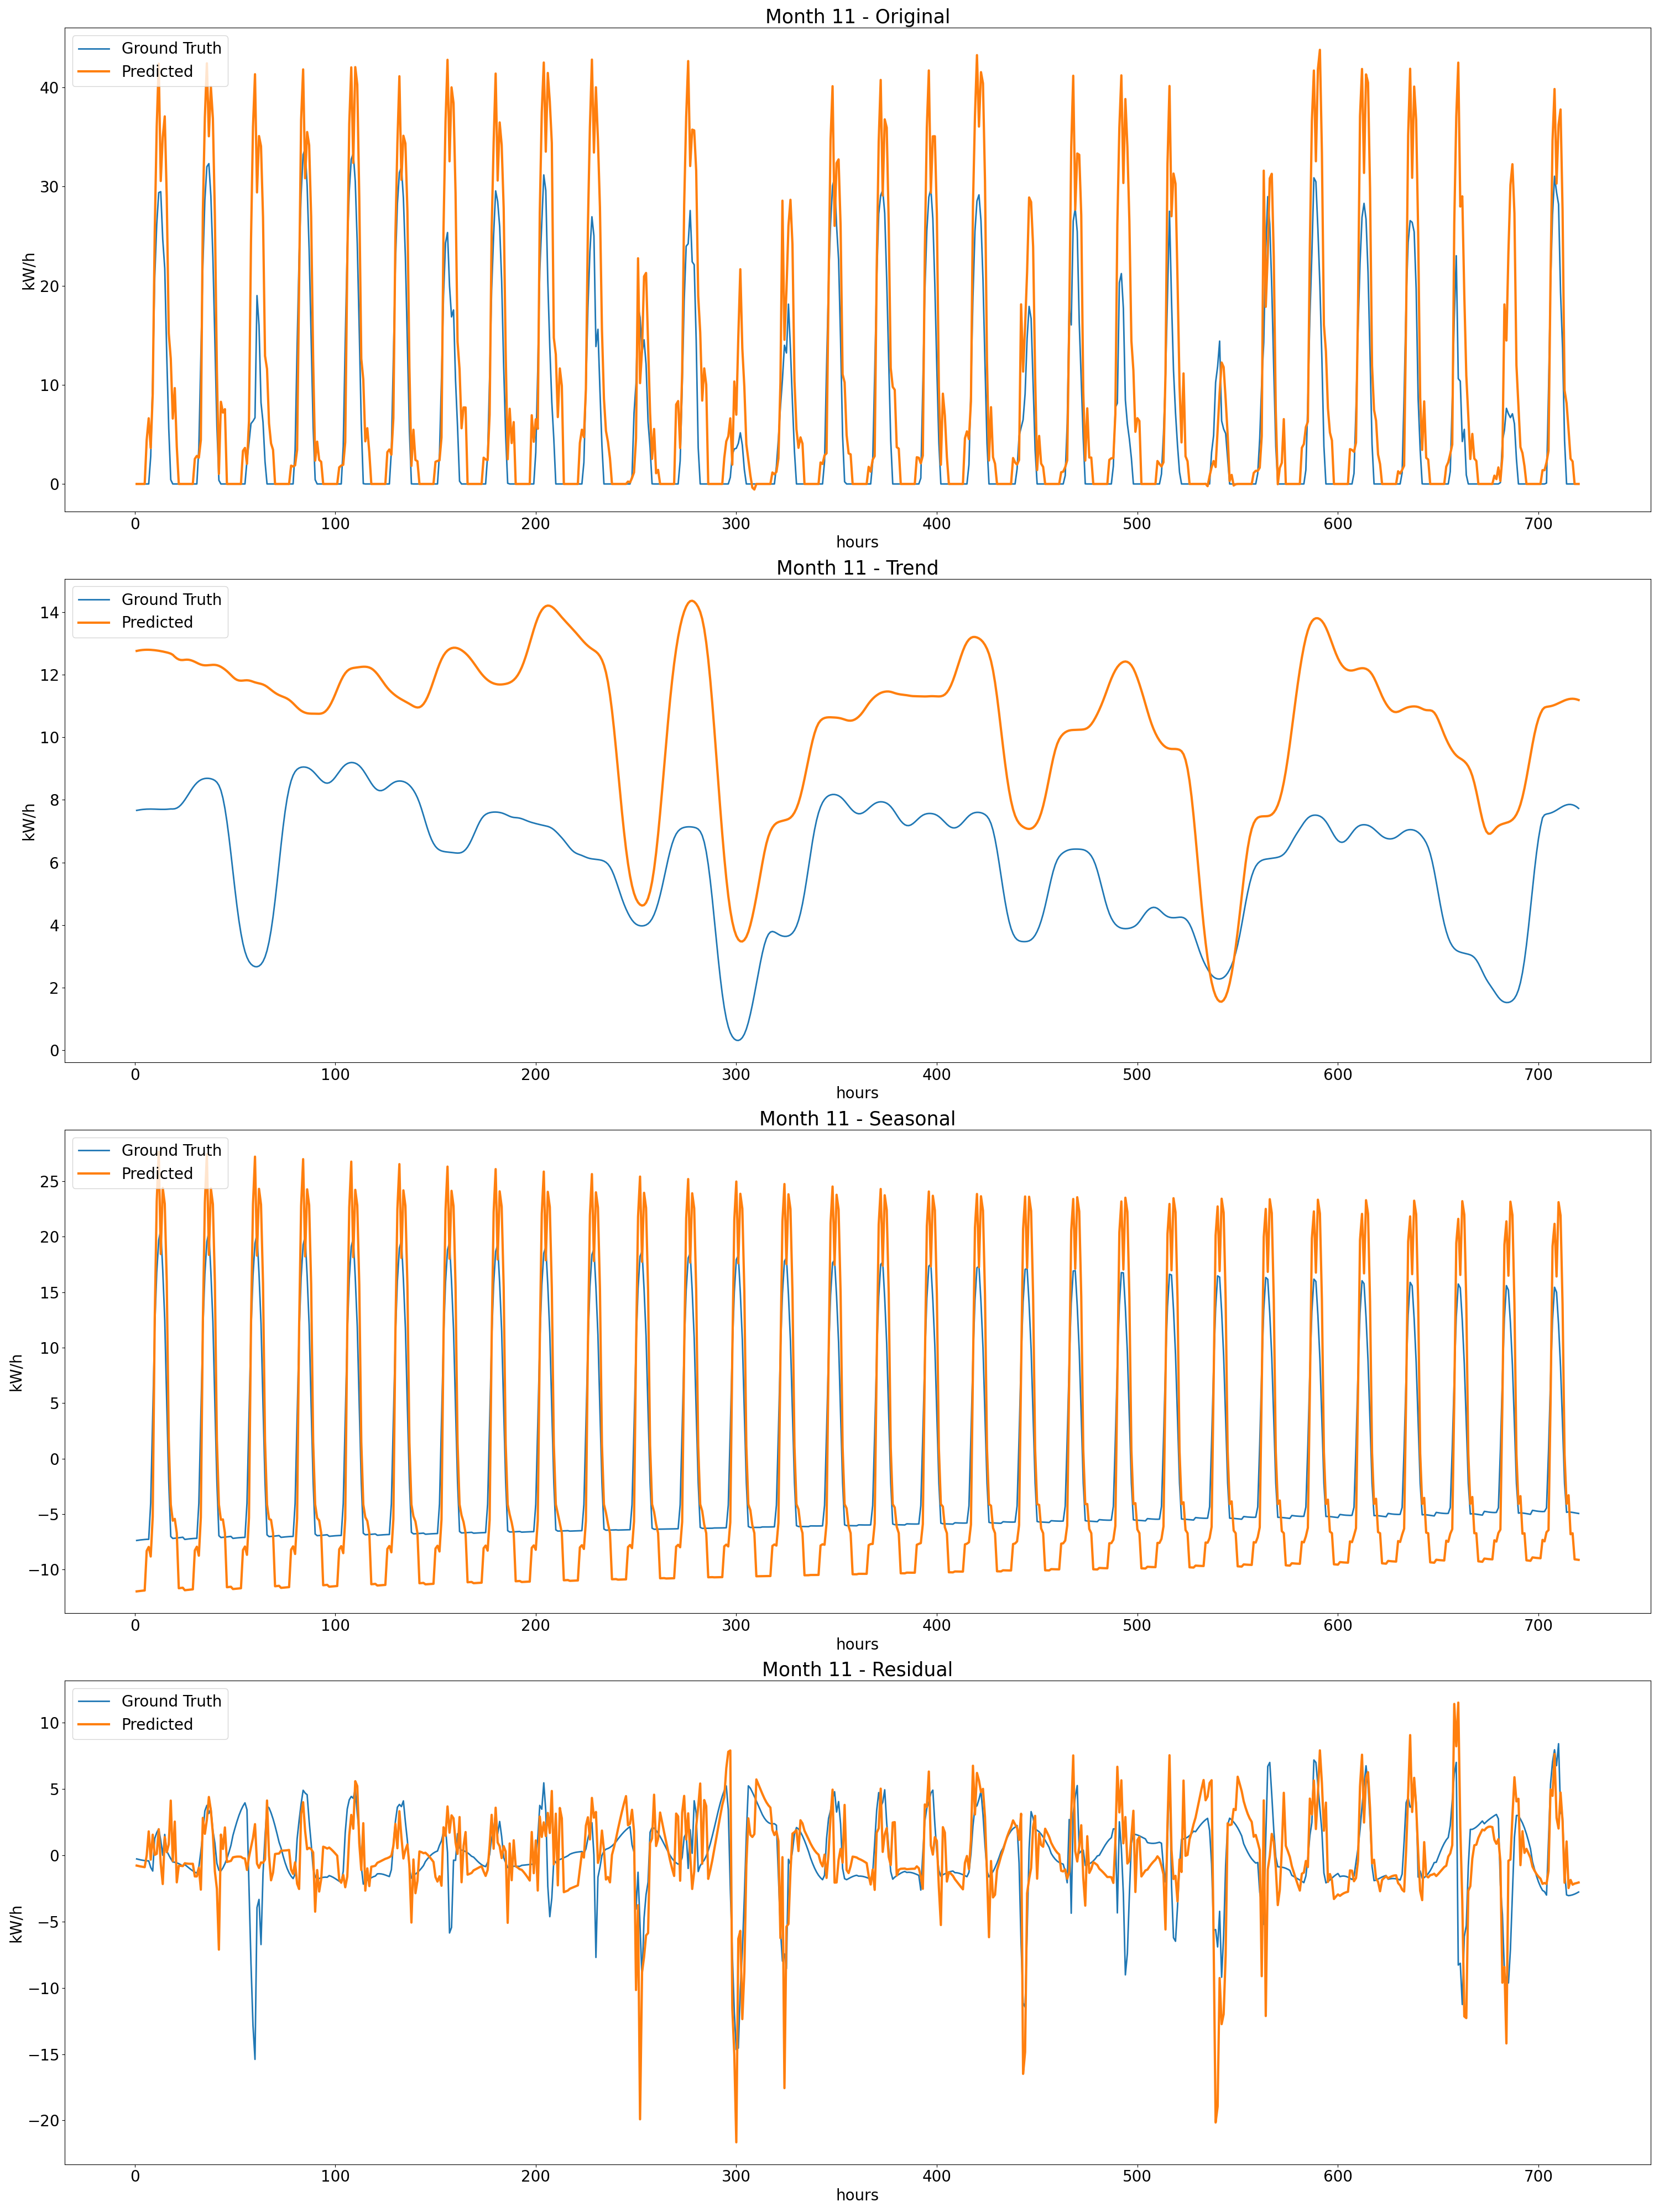 Month 11 - Original
Ground Truth
Predicted
kW/h
40
30
20
10
0
0 100 200 300 400 500 600 700
hours
Month 11 - Trend
Ground Truth
Predicted
kW/h
14
12
10
8
6
4
2
0
0 100 200 300 400 500 600 700
hours
Month 11 - Seasonal
Ground Truth
Predicted
kW/h
25
20
15
10
5
0
−5
−10
0 100 200 300 400 500 600 700
hours
Month 11 - Residual
Ground Truth
Predicted
kW/h
10
5
0
−5
−10
−15
−20
0 100 200 300 400 500 600 700
hours